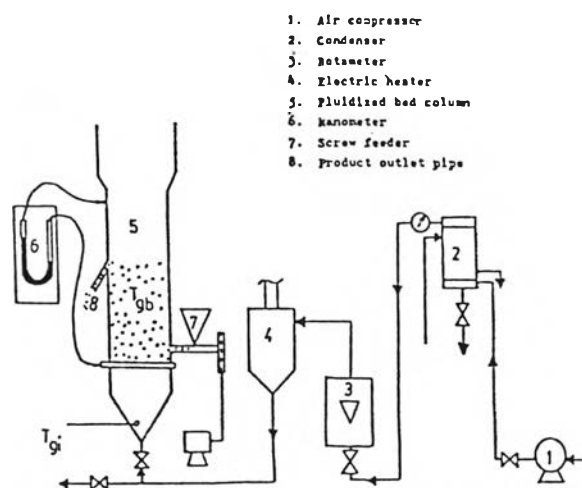 1. Air compresser
2. Condenser
3. Rotameter
4. Electric heater
5. Fluidized bed column
6. Manometer
7. Screw feeder
8. Product outlet pipe
5
6
8
Tgb
7
4
3
2
1
Tgi